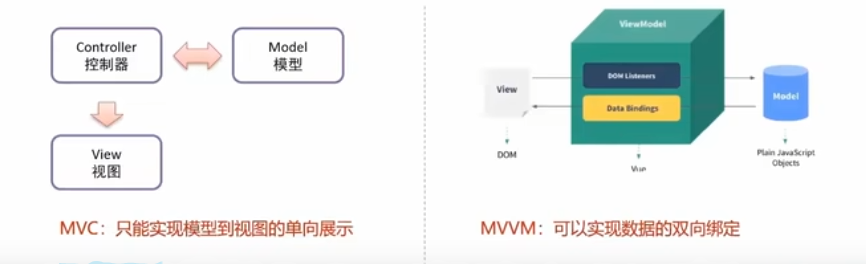 Controller
控制器
Model
模型
View
视图
MVC：只能实现模型到视图的单向展示
ViewModel
DOM Listeners
Data Bindings
View
Model
DOM
Vue
Plain JavaScript
Objects
MVVM：可以实现数据的双向绑定